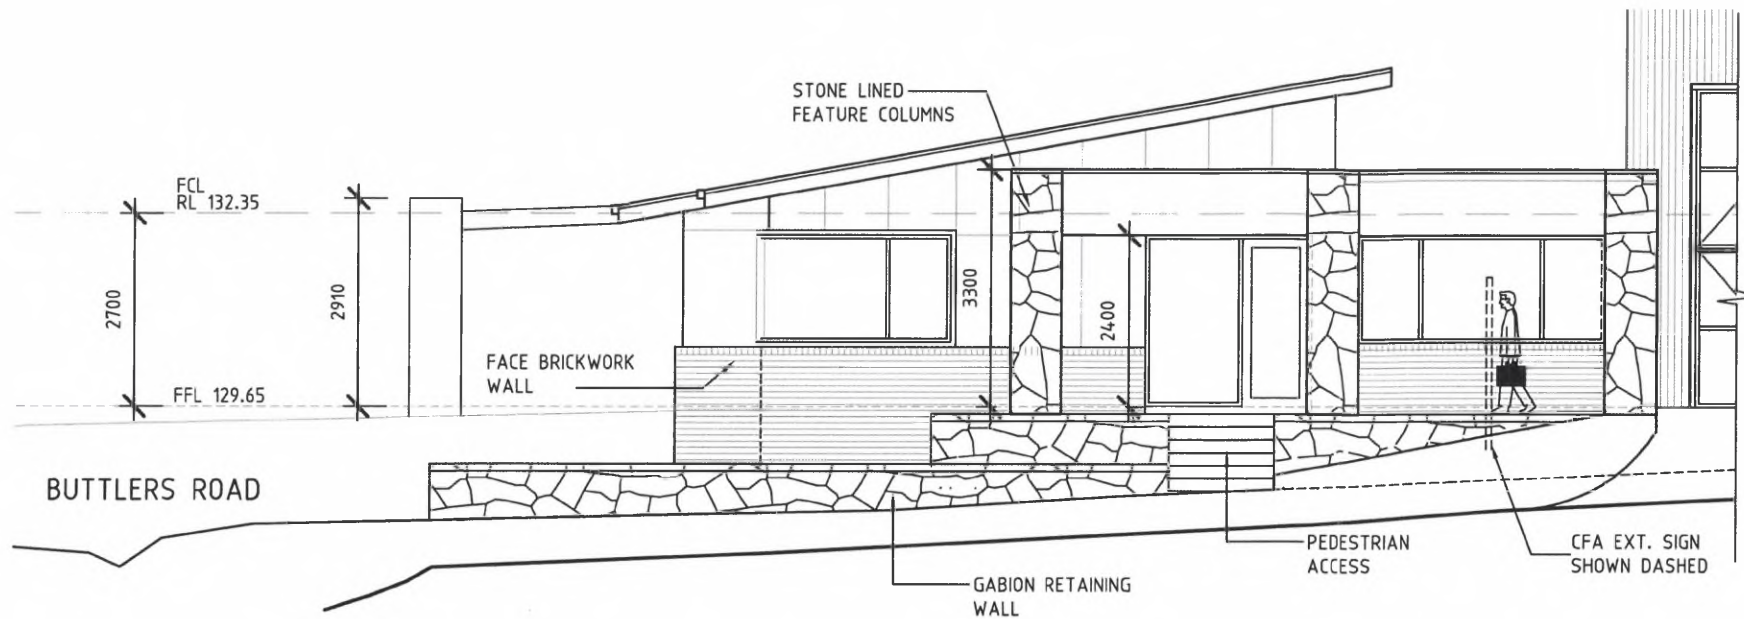 STONE LINED
FEATURE COLUMNS
FCL
RL 132.35
2700
2910
3300
2400
FACE BRICKWORK
WALL
FFL 129.65
BUTTLERS ROAD
PEDESTRIAN
ACCESS
CFA EXT. SIGN
SHOWN DASHED
GABION RETAINING
WALL